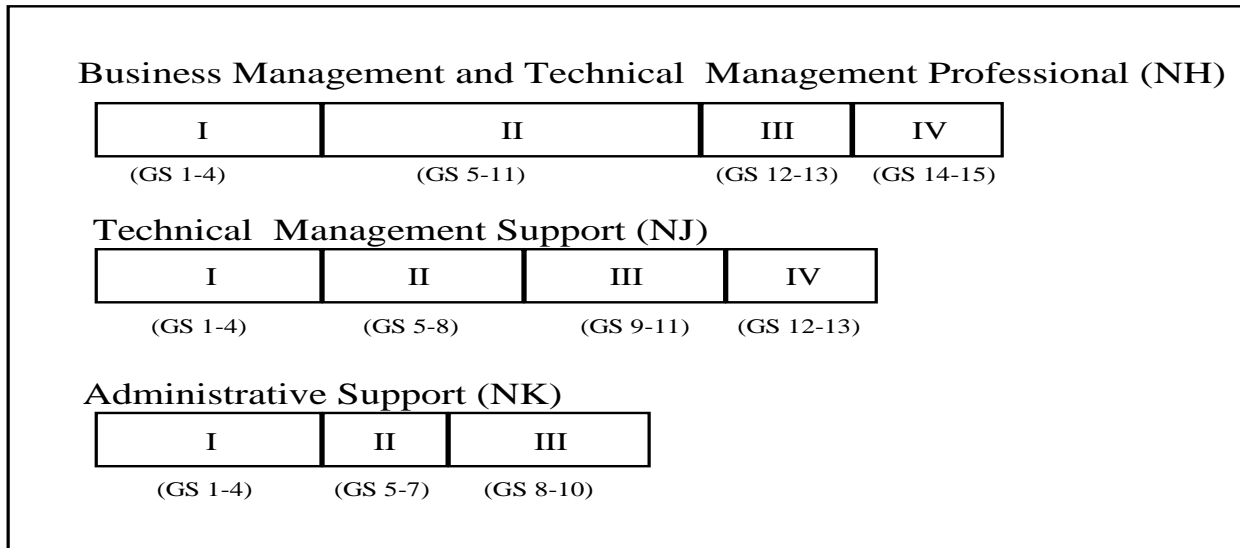 Business Management and Technical Management Professional (NH)
I II III IV
(GS 1-4) (GS 5-11) (GS 12-13) (GS 14-15)
Technical Management Support (NJ)
I II III IV
(GS 1-4) (GS 5-8) (GS 9-11) (GS 12-13)
Administrative Support (NK)
I II III
(GS 1-4) (GS 5-7) (GS 8-10)